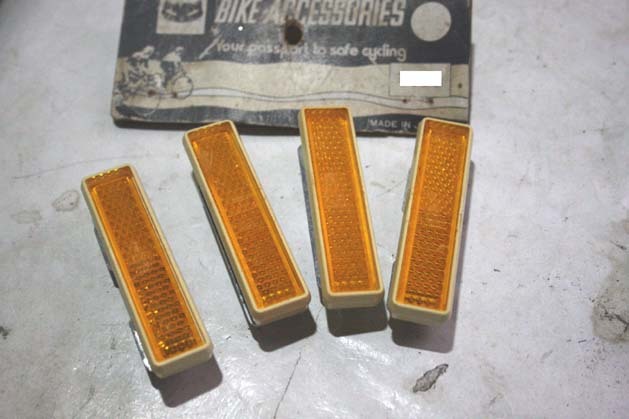 BIKE ACCESSORIES
Your passport to safe cycling
MADE IN